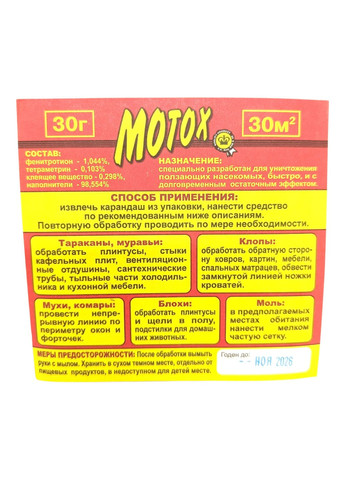 30г
МОТОХ
30м²
СОСТАВ:
фенитротион - 1,044%,
тетраметрин - 0,103%
клеящее вещество - 0.298%,
наполнители - 98,554%
НАЗНАЧЕНИЕ:
специально разработан для уничтожения
ползающих насекомых, быстро, и с
долговременным остаточным эффектом.
СПОСОБ ПРИМЕНЕНИЯ:
извлечь карандаш из упаковки, нанести средство
по рекомендованным ниже описаниям.
Повторную обработку проводить по мере необходимости.
Тараканы, муравьи:
обработать плинтусы, стыки
кафельных плит, вентиляцион-
ные отдушины, сантехнические
трубы, тыльные части холодиль-
ника и кухонной мебели.
Клопы:
обработать обратную сторо-
ну ковров, картин, мебели,
спальных матрацев, обвести
замкнутой линией ножки
кроватей.
Мухи, комары:
провести непре-
рывную линию по
периметру окон и
форточек.
Блохи:
обработать плинтусы
и щели в полу,
подстилки для домаш-
них животных.
Моль:
в предполагаемых
местах обитания
нанести мелком
частую сетку.
МЕРЫ ПРЕДОСТОРОЖНОСТИ: После обработки вымыть
руки с мылом. Хранить в сухом темном месте, отдельно от
пищевых продуктов, в недоступном для детей месте.
Годен до:
НОЯ 2026